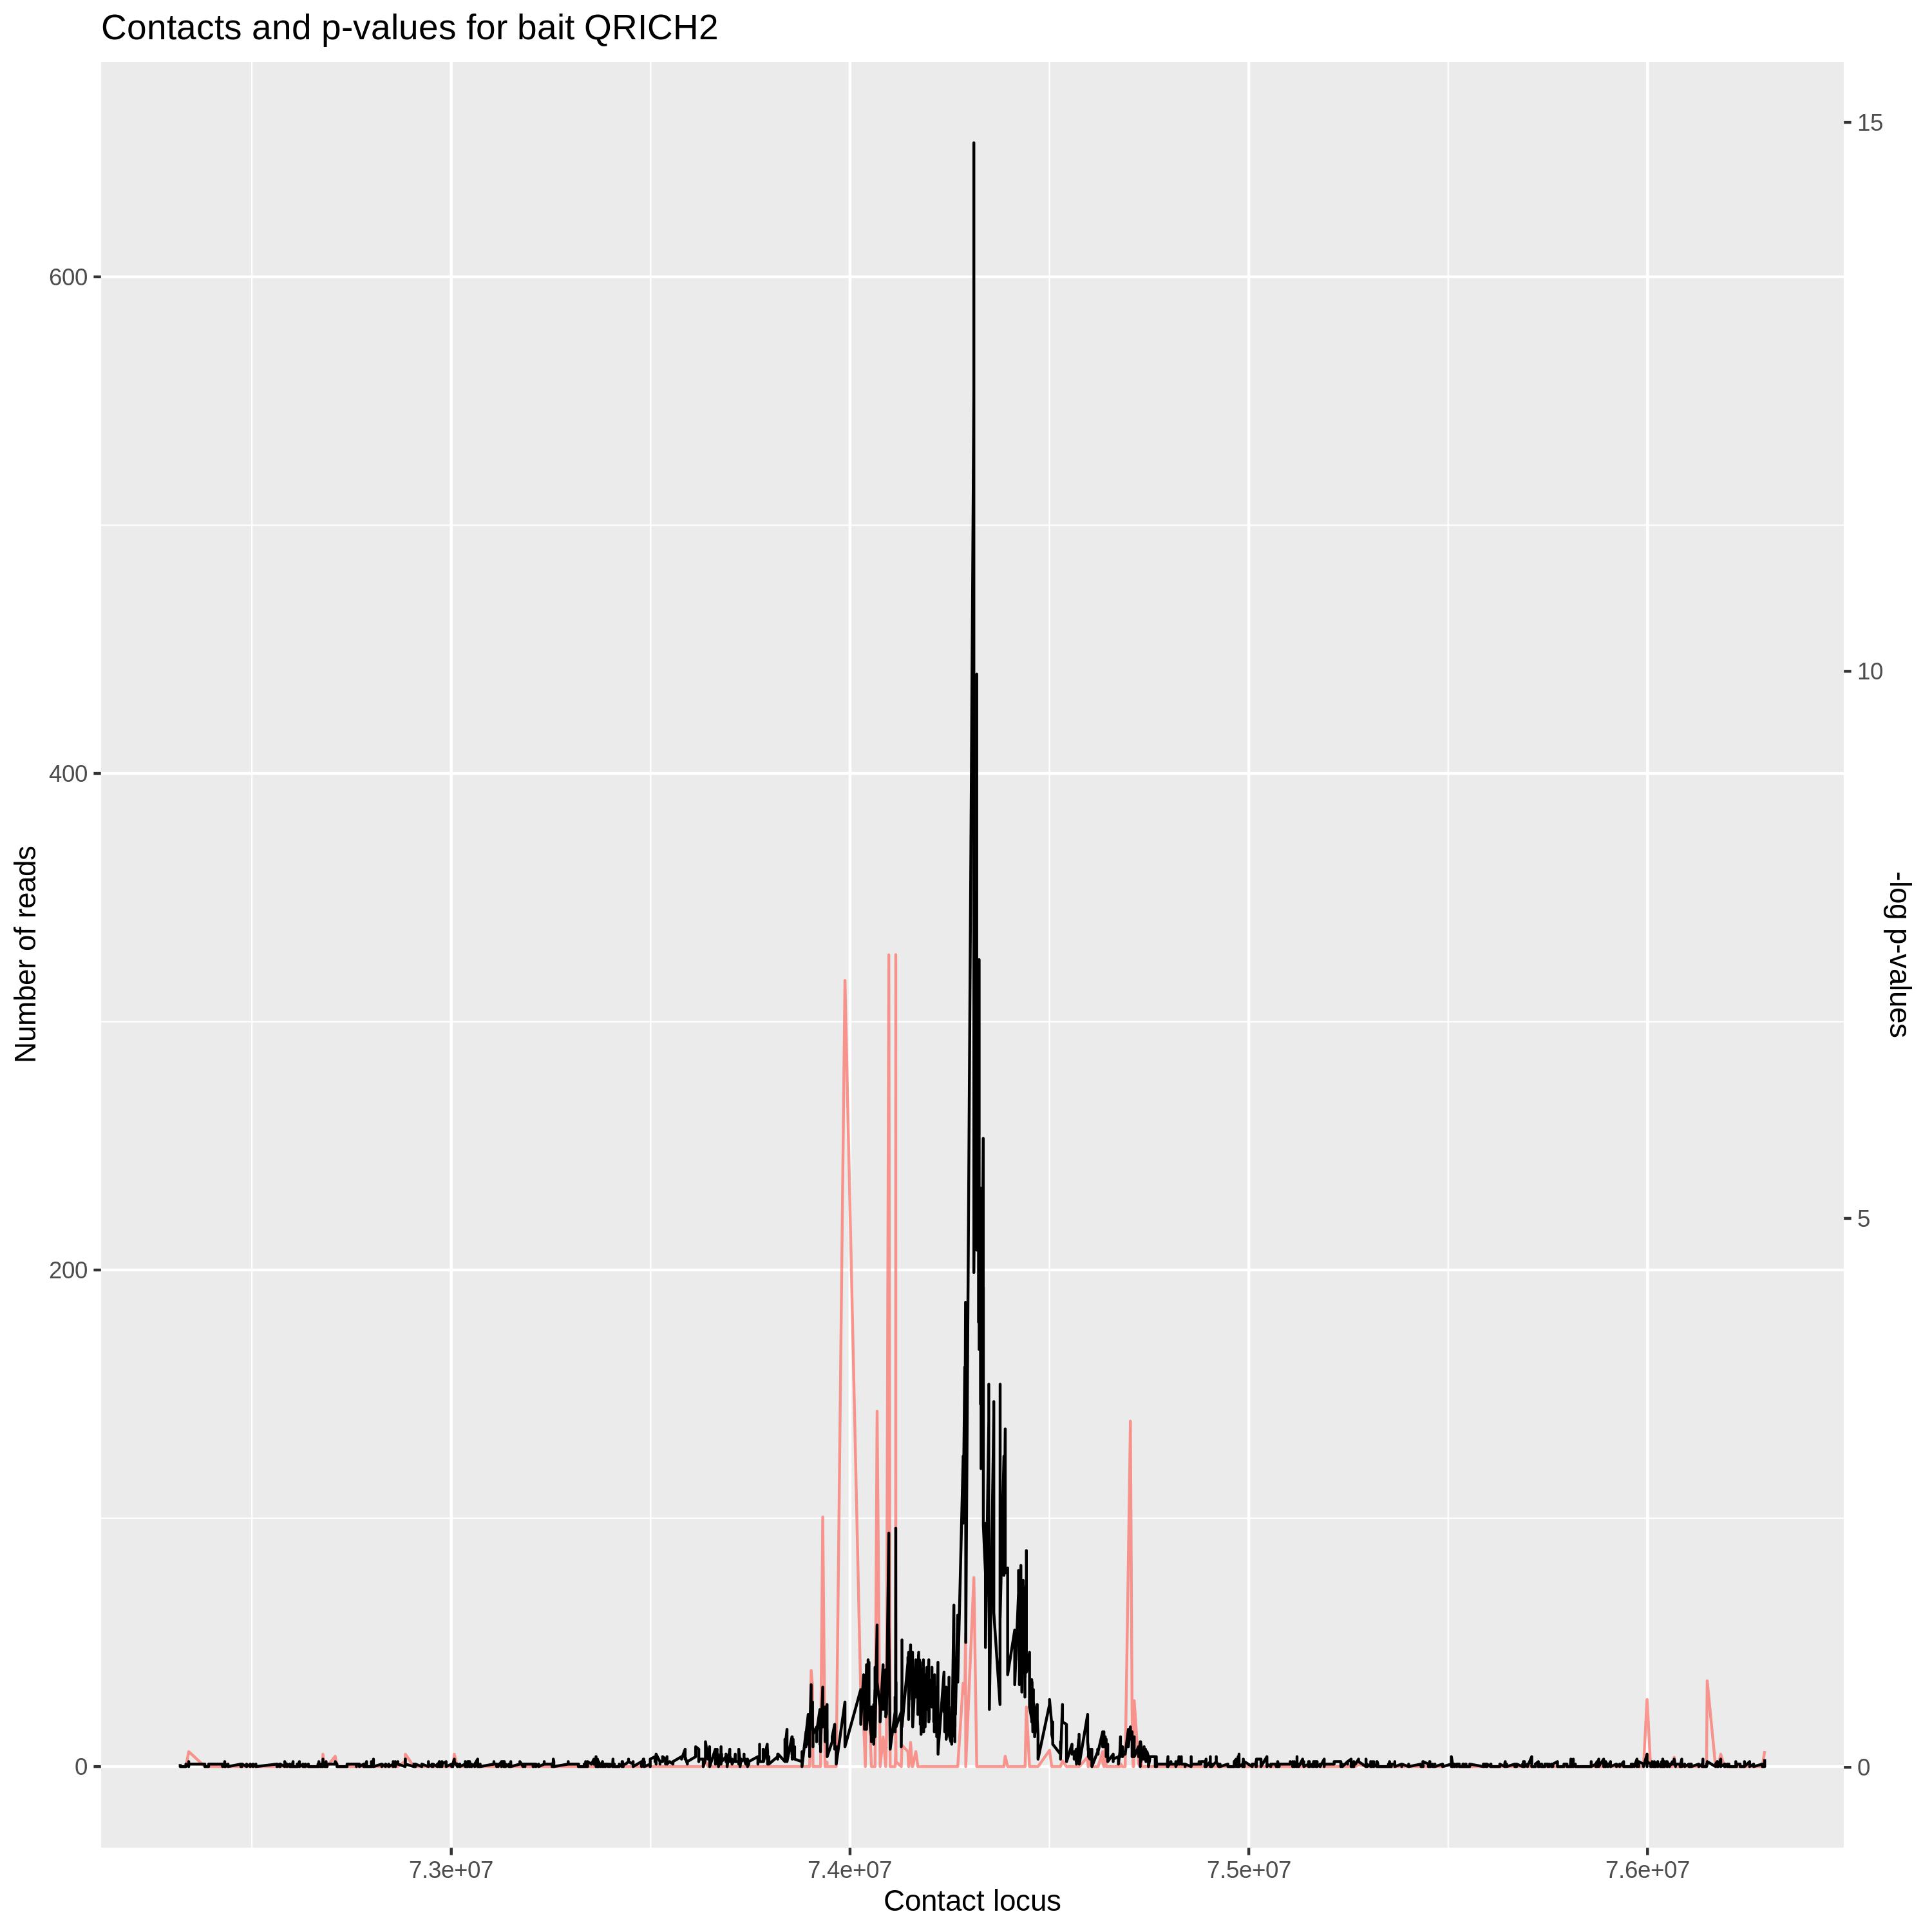 Contacts and p-values for bait QRICH2
15
600
10
400
Number of reads
-log p-values
5
200
0
0
7.3e+07
7.4e+07
7.5e+07
7.6e+07
Contact locus